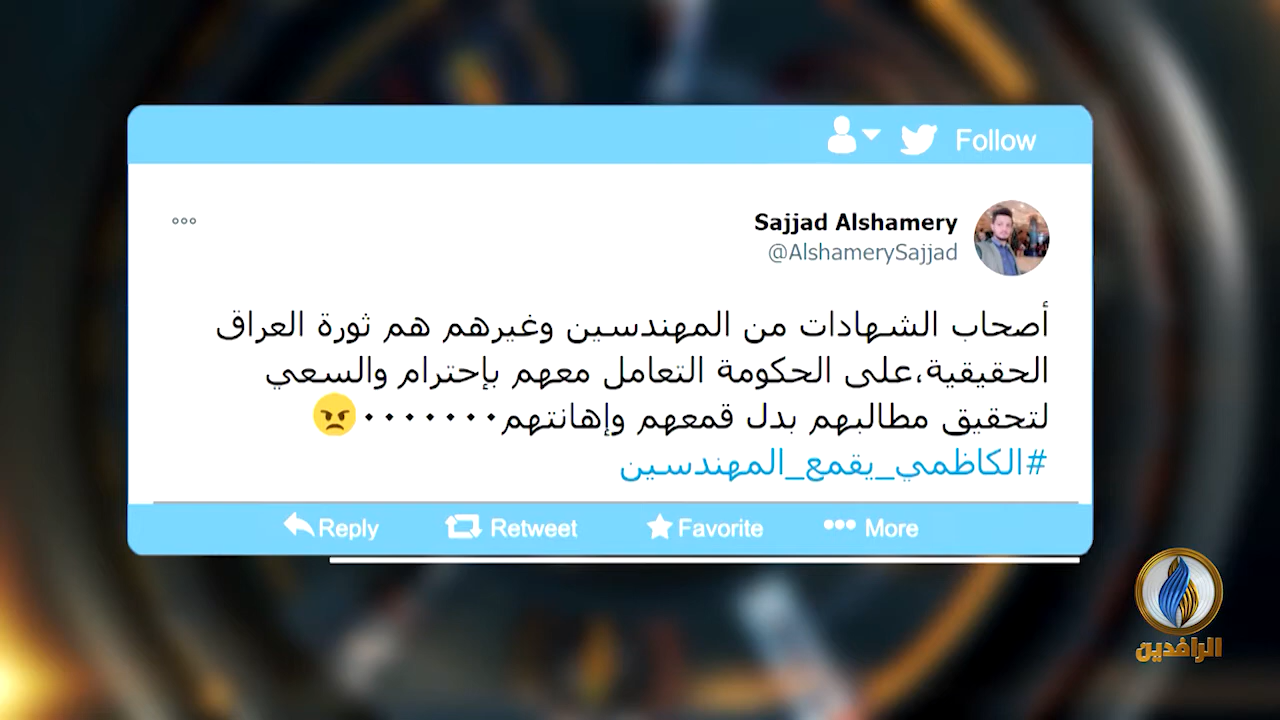 Follow
Sajjad Alshamery
@AlshamerySajjad
أصحاب الشهادات من المهندسين وغيرهم هم ثورة العراق
الحقيقية،على الحكومة التعامل معهم بإحترام والسعي
لتحقيق مطالبهم بدل قمعهم وإهانتهم٠٠٠٠٠٠٠😠
#الكاظمي_يقمع_المهندسين
Reply Retweet Favorite More
الرافدين